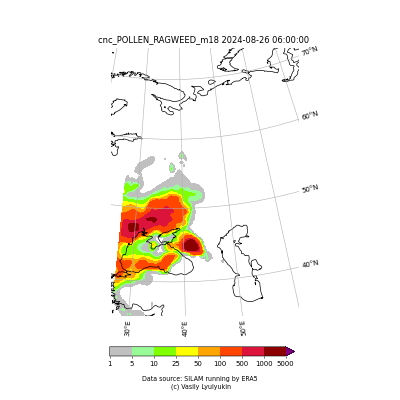 cnc_POLLEN_RAGWEED_m18 2024-08-26 06:00:00
70°N
60°N
50°N
40°N
30°E
40°E
50°E
1 5 10 25 50 100 500 1000 5000
Data source: SILAM running by ERA5
(c) Vasily Lyulyukin